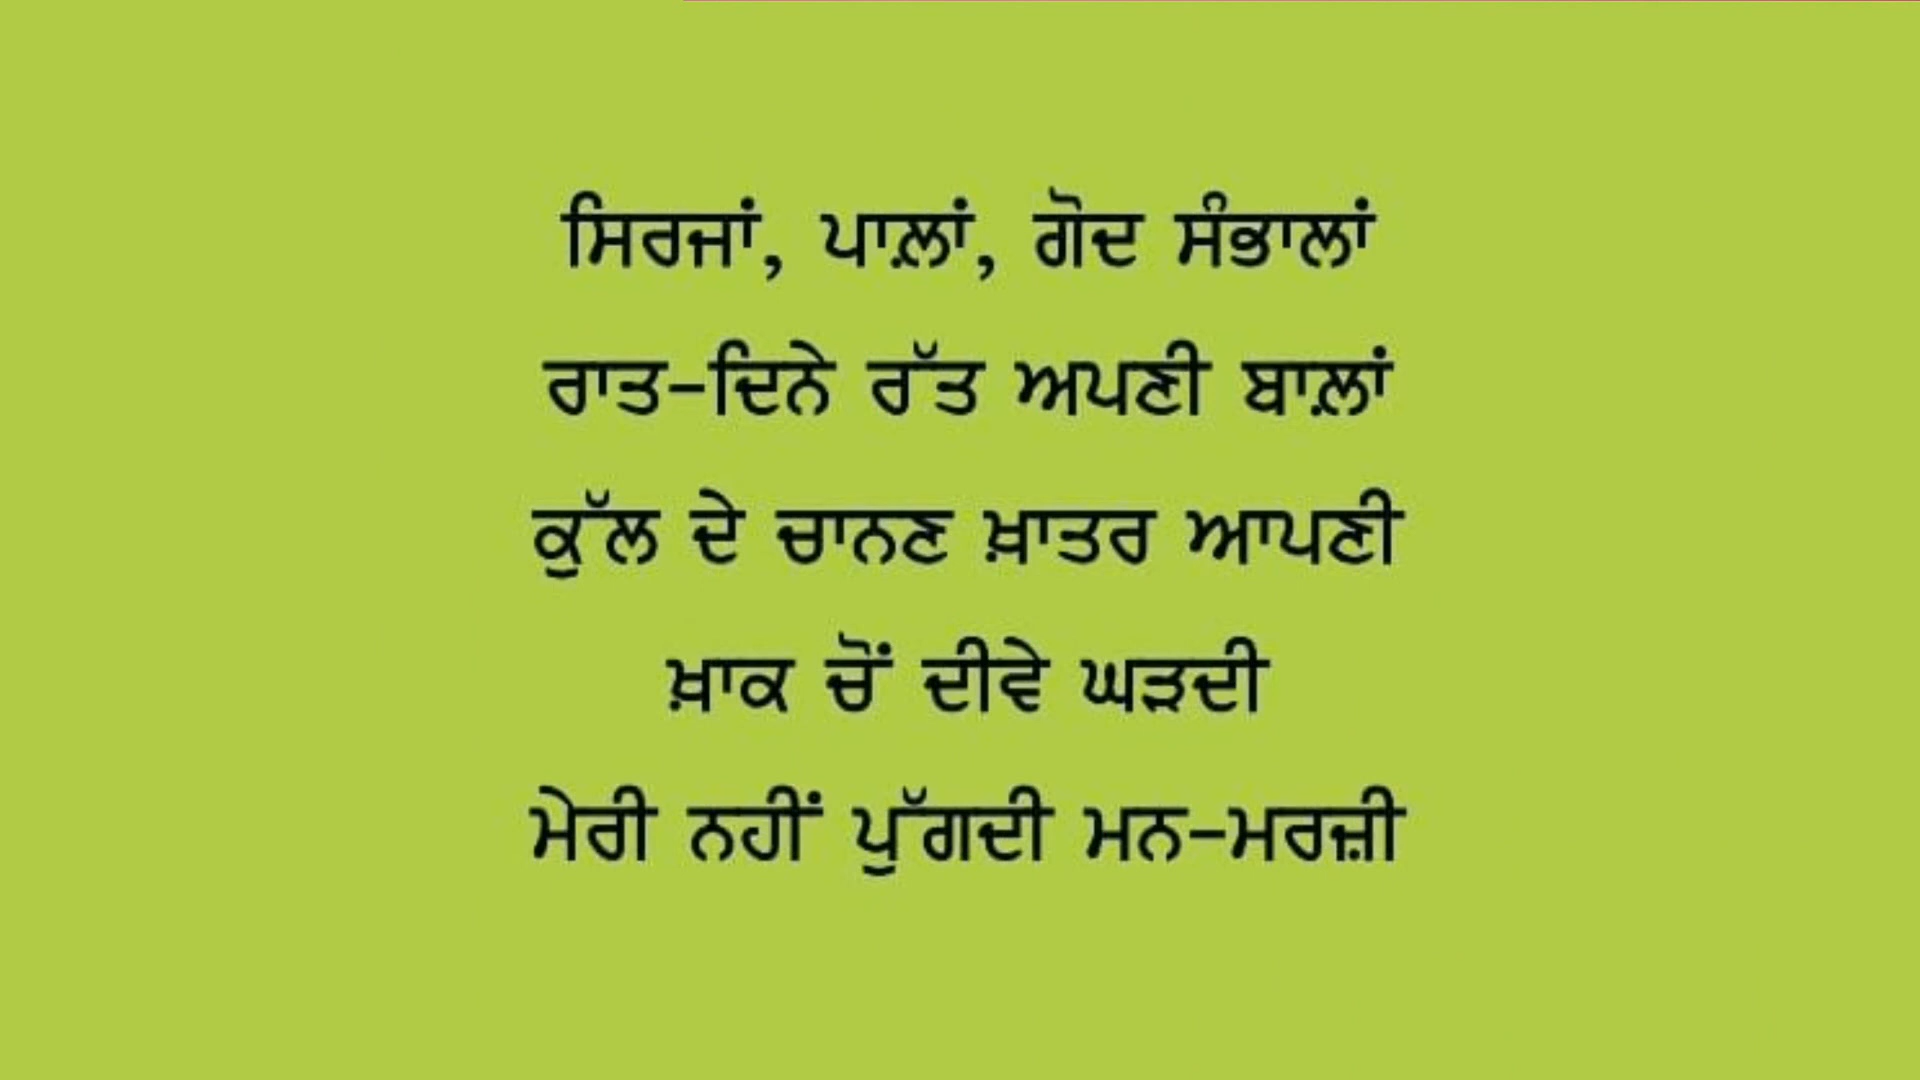 ਸਿਰਜਾਂ, ਪਾਲ਼ਾਂ, ਗੋਦ ਸੰਭਾਲਾਂ
ਰਾਤ-ਦਿਨੇ ਰੱਤ ਅਪਣੀ ਬਾਲ਼ਾਂ
ਕੁੱਲ ਦੇ ਚਾਨਣ ਖ਼ਾਤਰ ਆਪਣੀ
ਖ਼ਾਕ ਚੋਂ ਦੀਵੇ ਘੜਦੀ
ਮੇਰੀ ਨਹੀਂ ਪੁੱਗਦੀ ਮਨ-ਮਰਜ਼ੀ